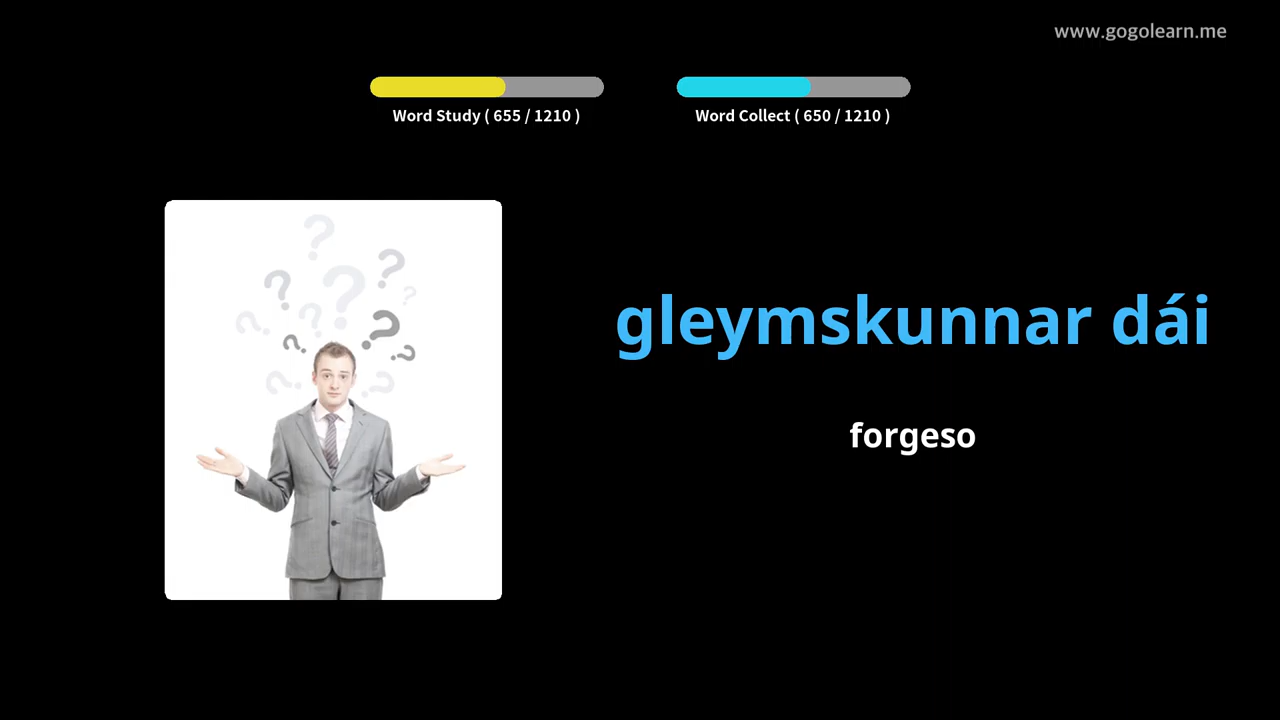 www.gogolearn.me
Word Study ( 655 / 1210 )
Word Collect ( 650 / 1210 )
gleymskunnar dái
forgeso